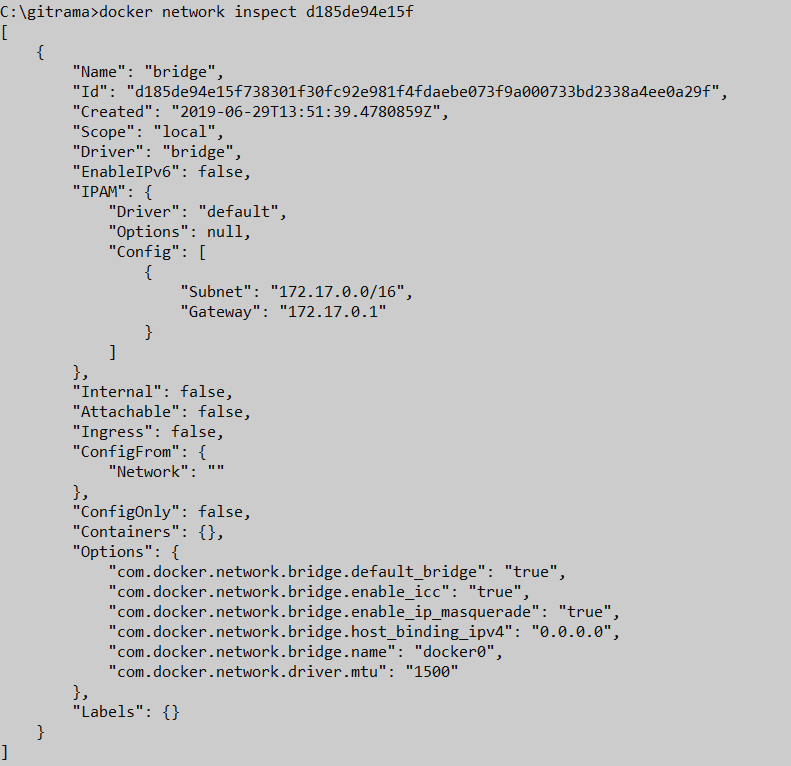 C:\gitrama>docker network inspect d185de94e15f
[
    {
        "Name": "bridge",
        "Id": "d185de94e15f738301f30fc92e981f4fdaebe073f9a000733bd2338a4ee0a29f",
        "Created": "2019-06-29T13:51:39.4780859Z",
        "Scope": "local",
        "Driver": "bridge",
        "EnableIPv6": false,
        "IPAM": {
            "Driver": "default",
            "Options": null,
            "Config": [
                {
                    "Subnet": "172.17.0.0/16",
                    "Gateway": "172.17.0.1"
                }
            ]
        },
        "Internal": false,
        "Attachable": false,
        "Ingress": false,
        "ConfigFrom": {
            "Network": ""
        },
        "ConfigOnly": false,
        "Containers": {},
        "Options": {
            "com.docker.network.bridge.default_bridge": "true",
            "com.docker.network.bridge.enable_icc": "true",
            "com.docker.network.bridge.enable_ip_masquerade": "true",
            "com.docker.network.bridge.host_binding_ipv4": "0.0.0.0",
            "com.docker.network.bridge.name": "docker0",
            "com.docker.network.driver.mtu": "1500"
        },
        "Labels": {}
    }
]